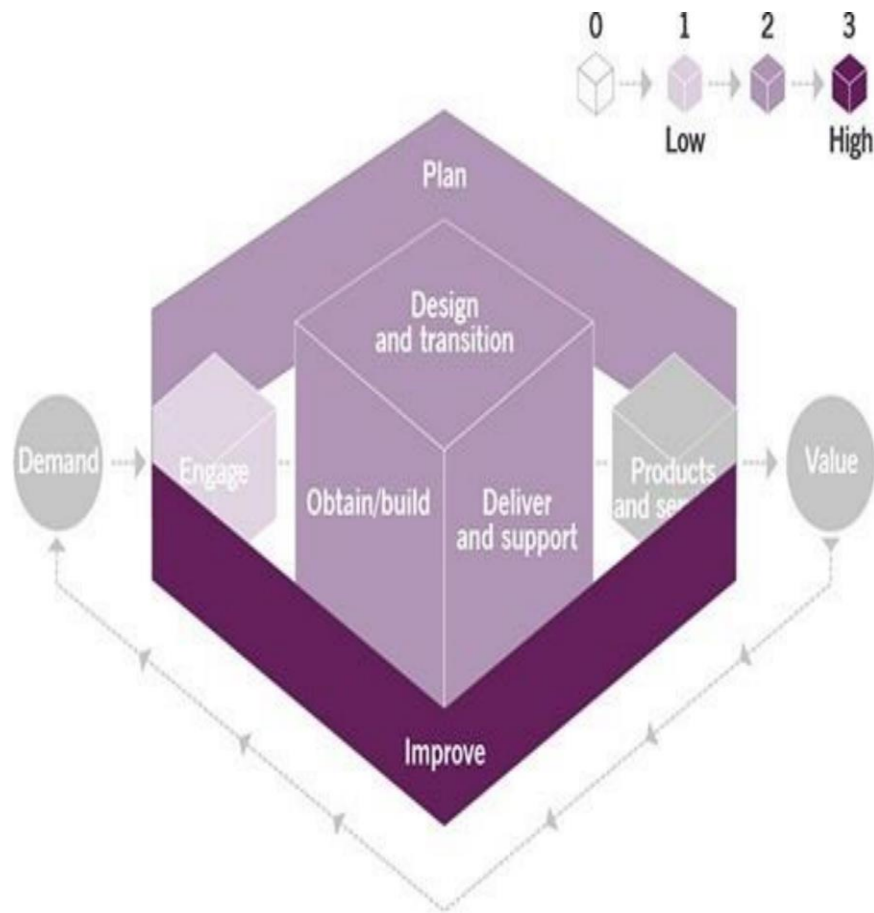 0 1 2 3
Low High
Plan
Design
and transition
Demand
Engage
Obtain/build
Deliver
and support
Products
and
Value
Improve